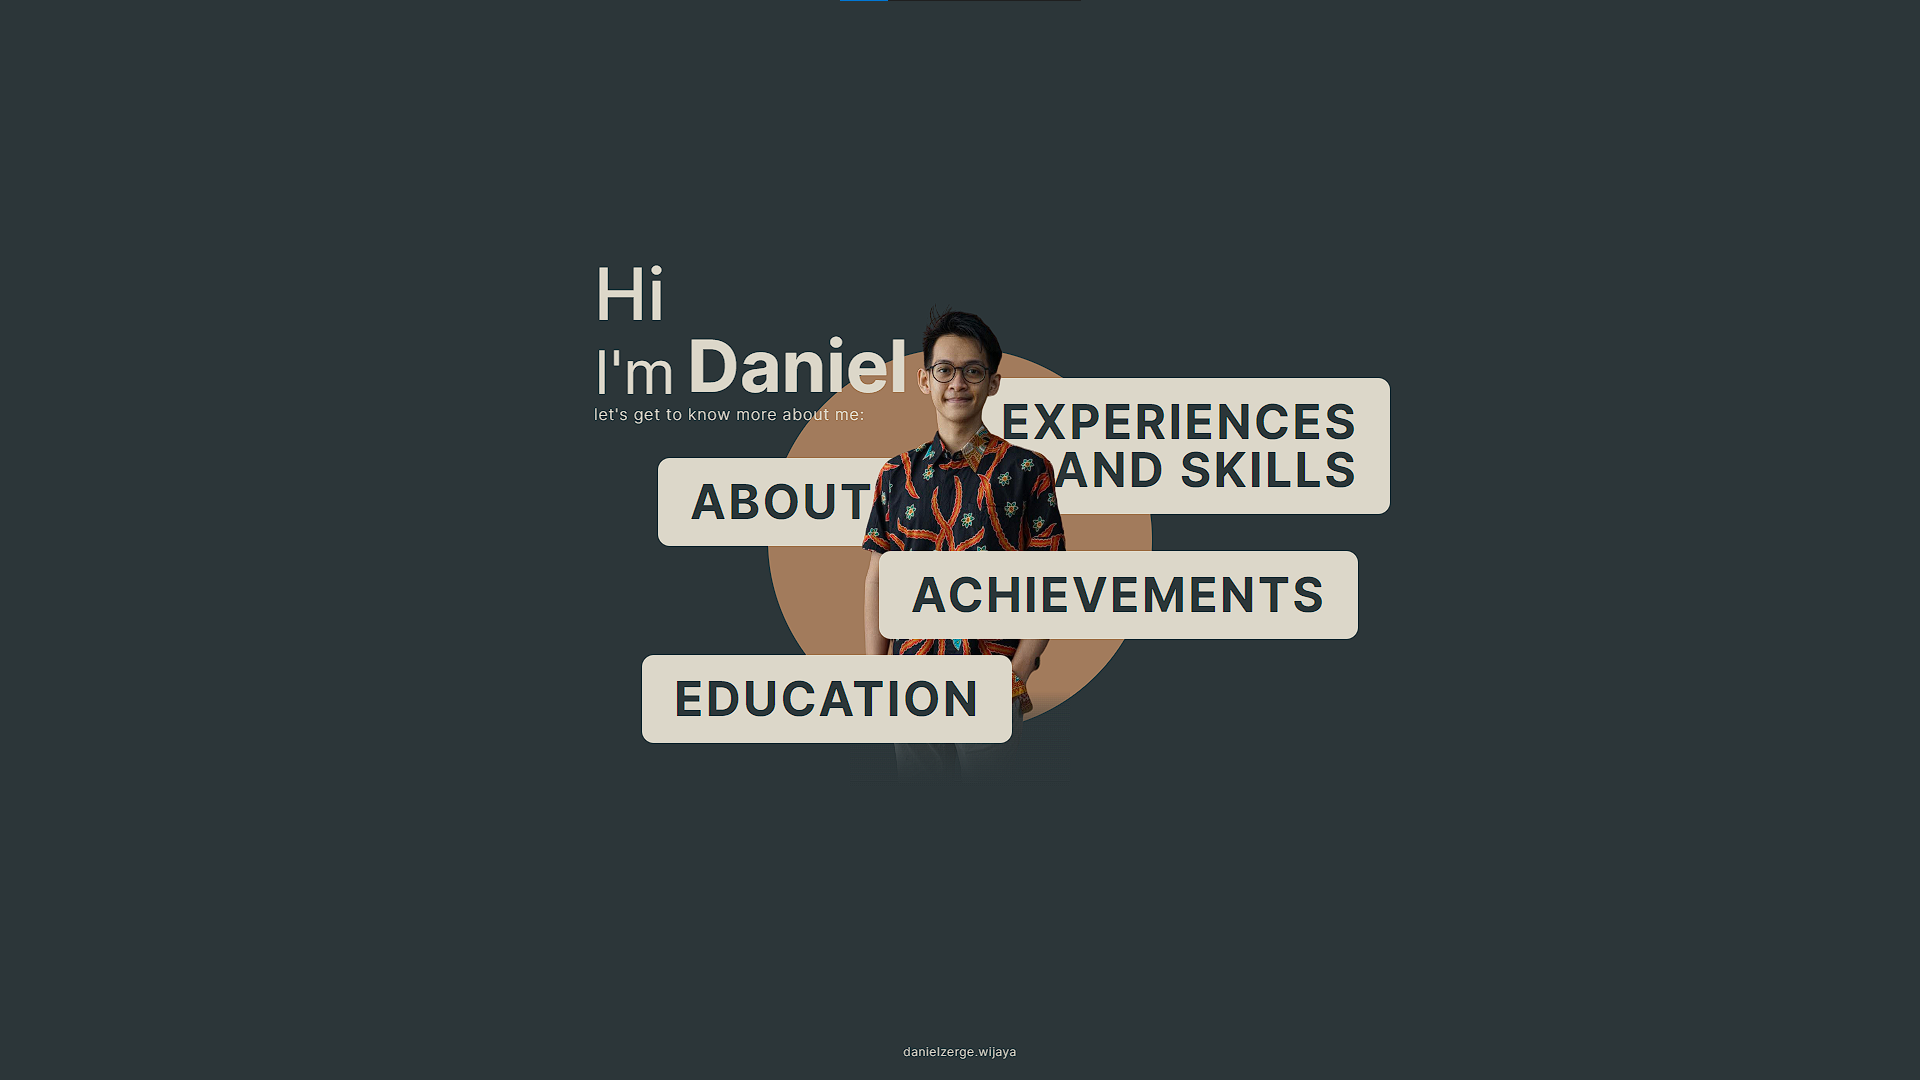 Hi
I'm Daniel
let's get to know more about me:
EXPERIENCES
AND SKILLS
ABOUT
ACHIEVEMENTS
EDUCATION
danielzerge.wijaya